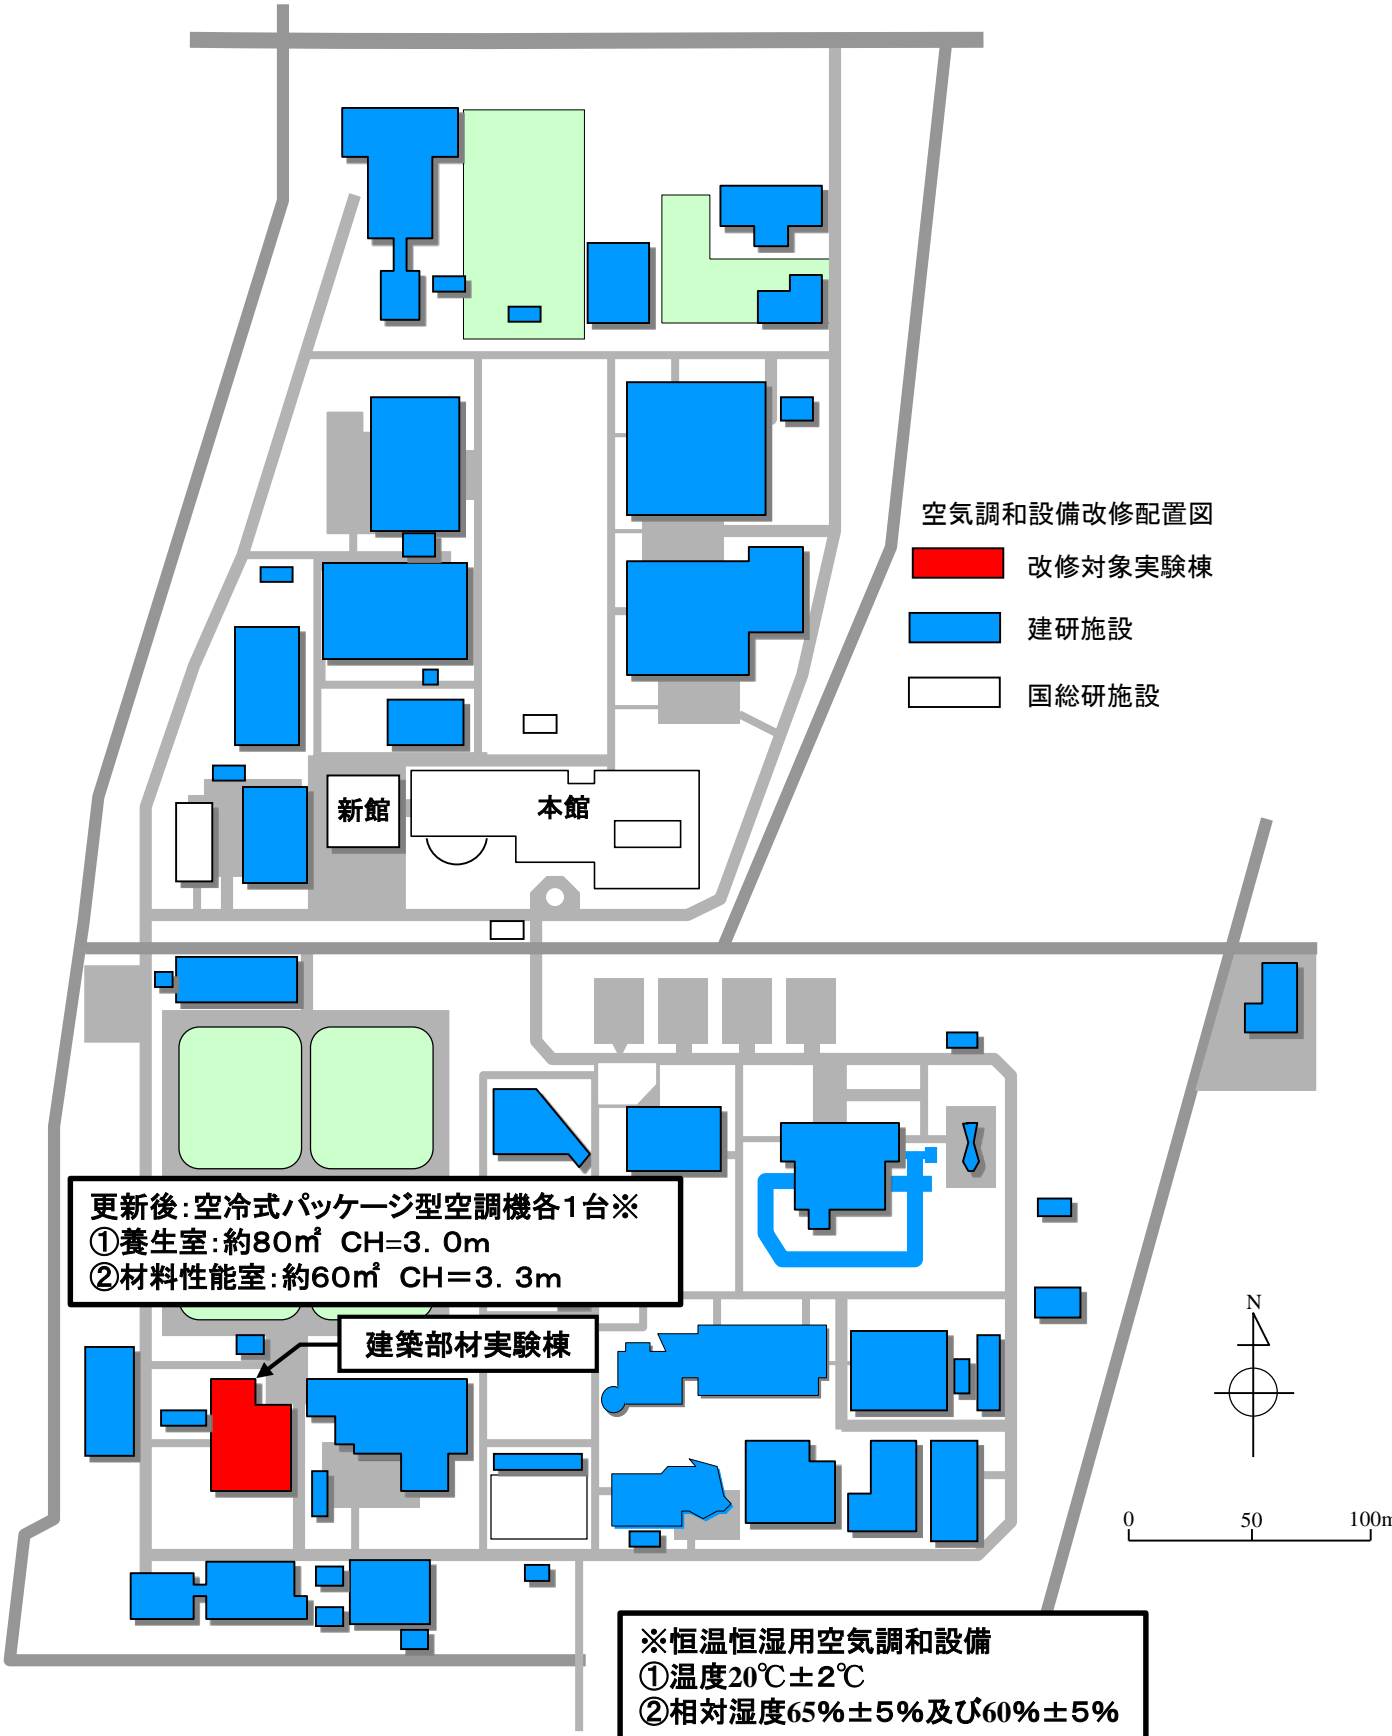 空気調和設備改修配置図
改修対象実験棟
建研施設
国総研施設
新館
本館
更新後：空冷式パッケージ型空調機各１台※
①養生室：約80㎡ CH=３．０ｍ
②材料性能室：約60㎡ CH＝３．３ｍ
建築部材実験棟
N
0 50 100m
※恒温恒湿用空気調和設備
①温度20℃±2℃
②相対湿度65%±5%及び60%±5%